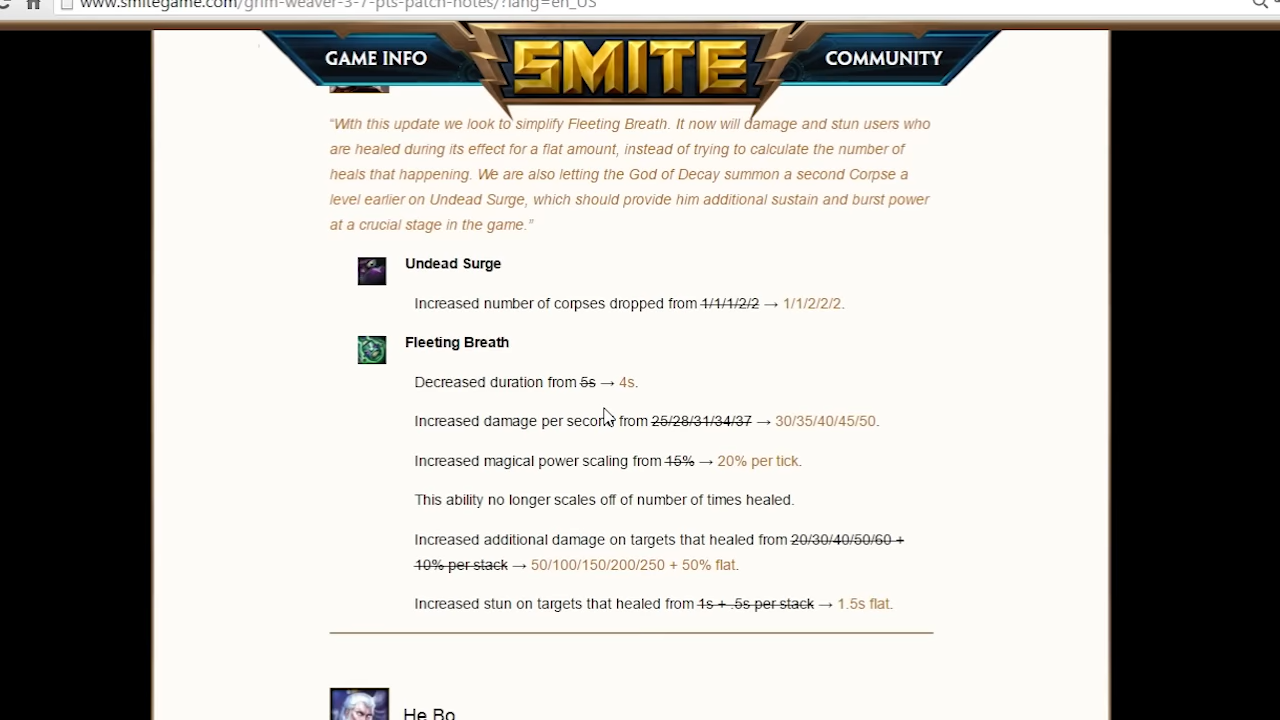 www.smitegame.com/grim-weaver-3-7-pts-patch-notes/?lang=en_US
GAME INFO
SMITE
COMMUNITY
“With this update we look to simplify Fleeting Breath. It now will damage and stun users who
are healed during its effect for a flat amount, instead of trying to calculate the number of
heals that happening. We are also letting the God of Decay summon a second Corpse a
level earlier on Undead Surge, which should provide him additional sustain and burst power
at a crucial stage in the game.”
Undead Surge
Increased number of corpses dropped from 1/1/1/2/2 → 1/1/2/2/2.
Fleeting Breath
Decreased duration from 5s → 4s.
Increased damage per second from 25/28/31/34/37 → 30/35/40/45/50.
Increased magical power scaling from 15% → 20% per tick.
This ability no longer scales off of number of times healed.
Increased additional damage on targets that healed from 20/30/40/50/60 +
10% per stack → 50/100/150/200/250 + 50% flat.
Increased stun on targets that healed from 1s + .5s per stack → 1.5s flat.
He Bo